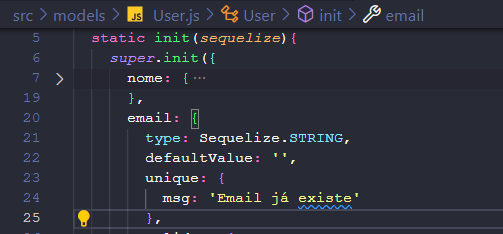 src > models > JS User.js > User > init > email
5 static init(sequelize){
6 super.init({
7 > nome: { ...
19 },
20 email: {
21 type: Sequelize.STRING,
22 defaultValue: '',
23 unique: {
24 msg: 'Email já existe'
25 },